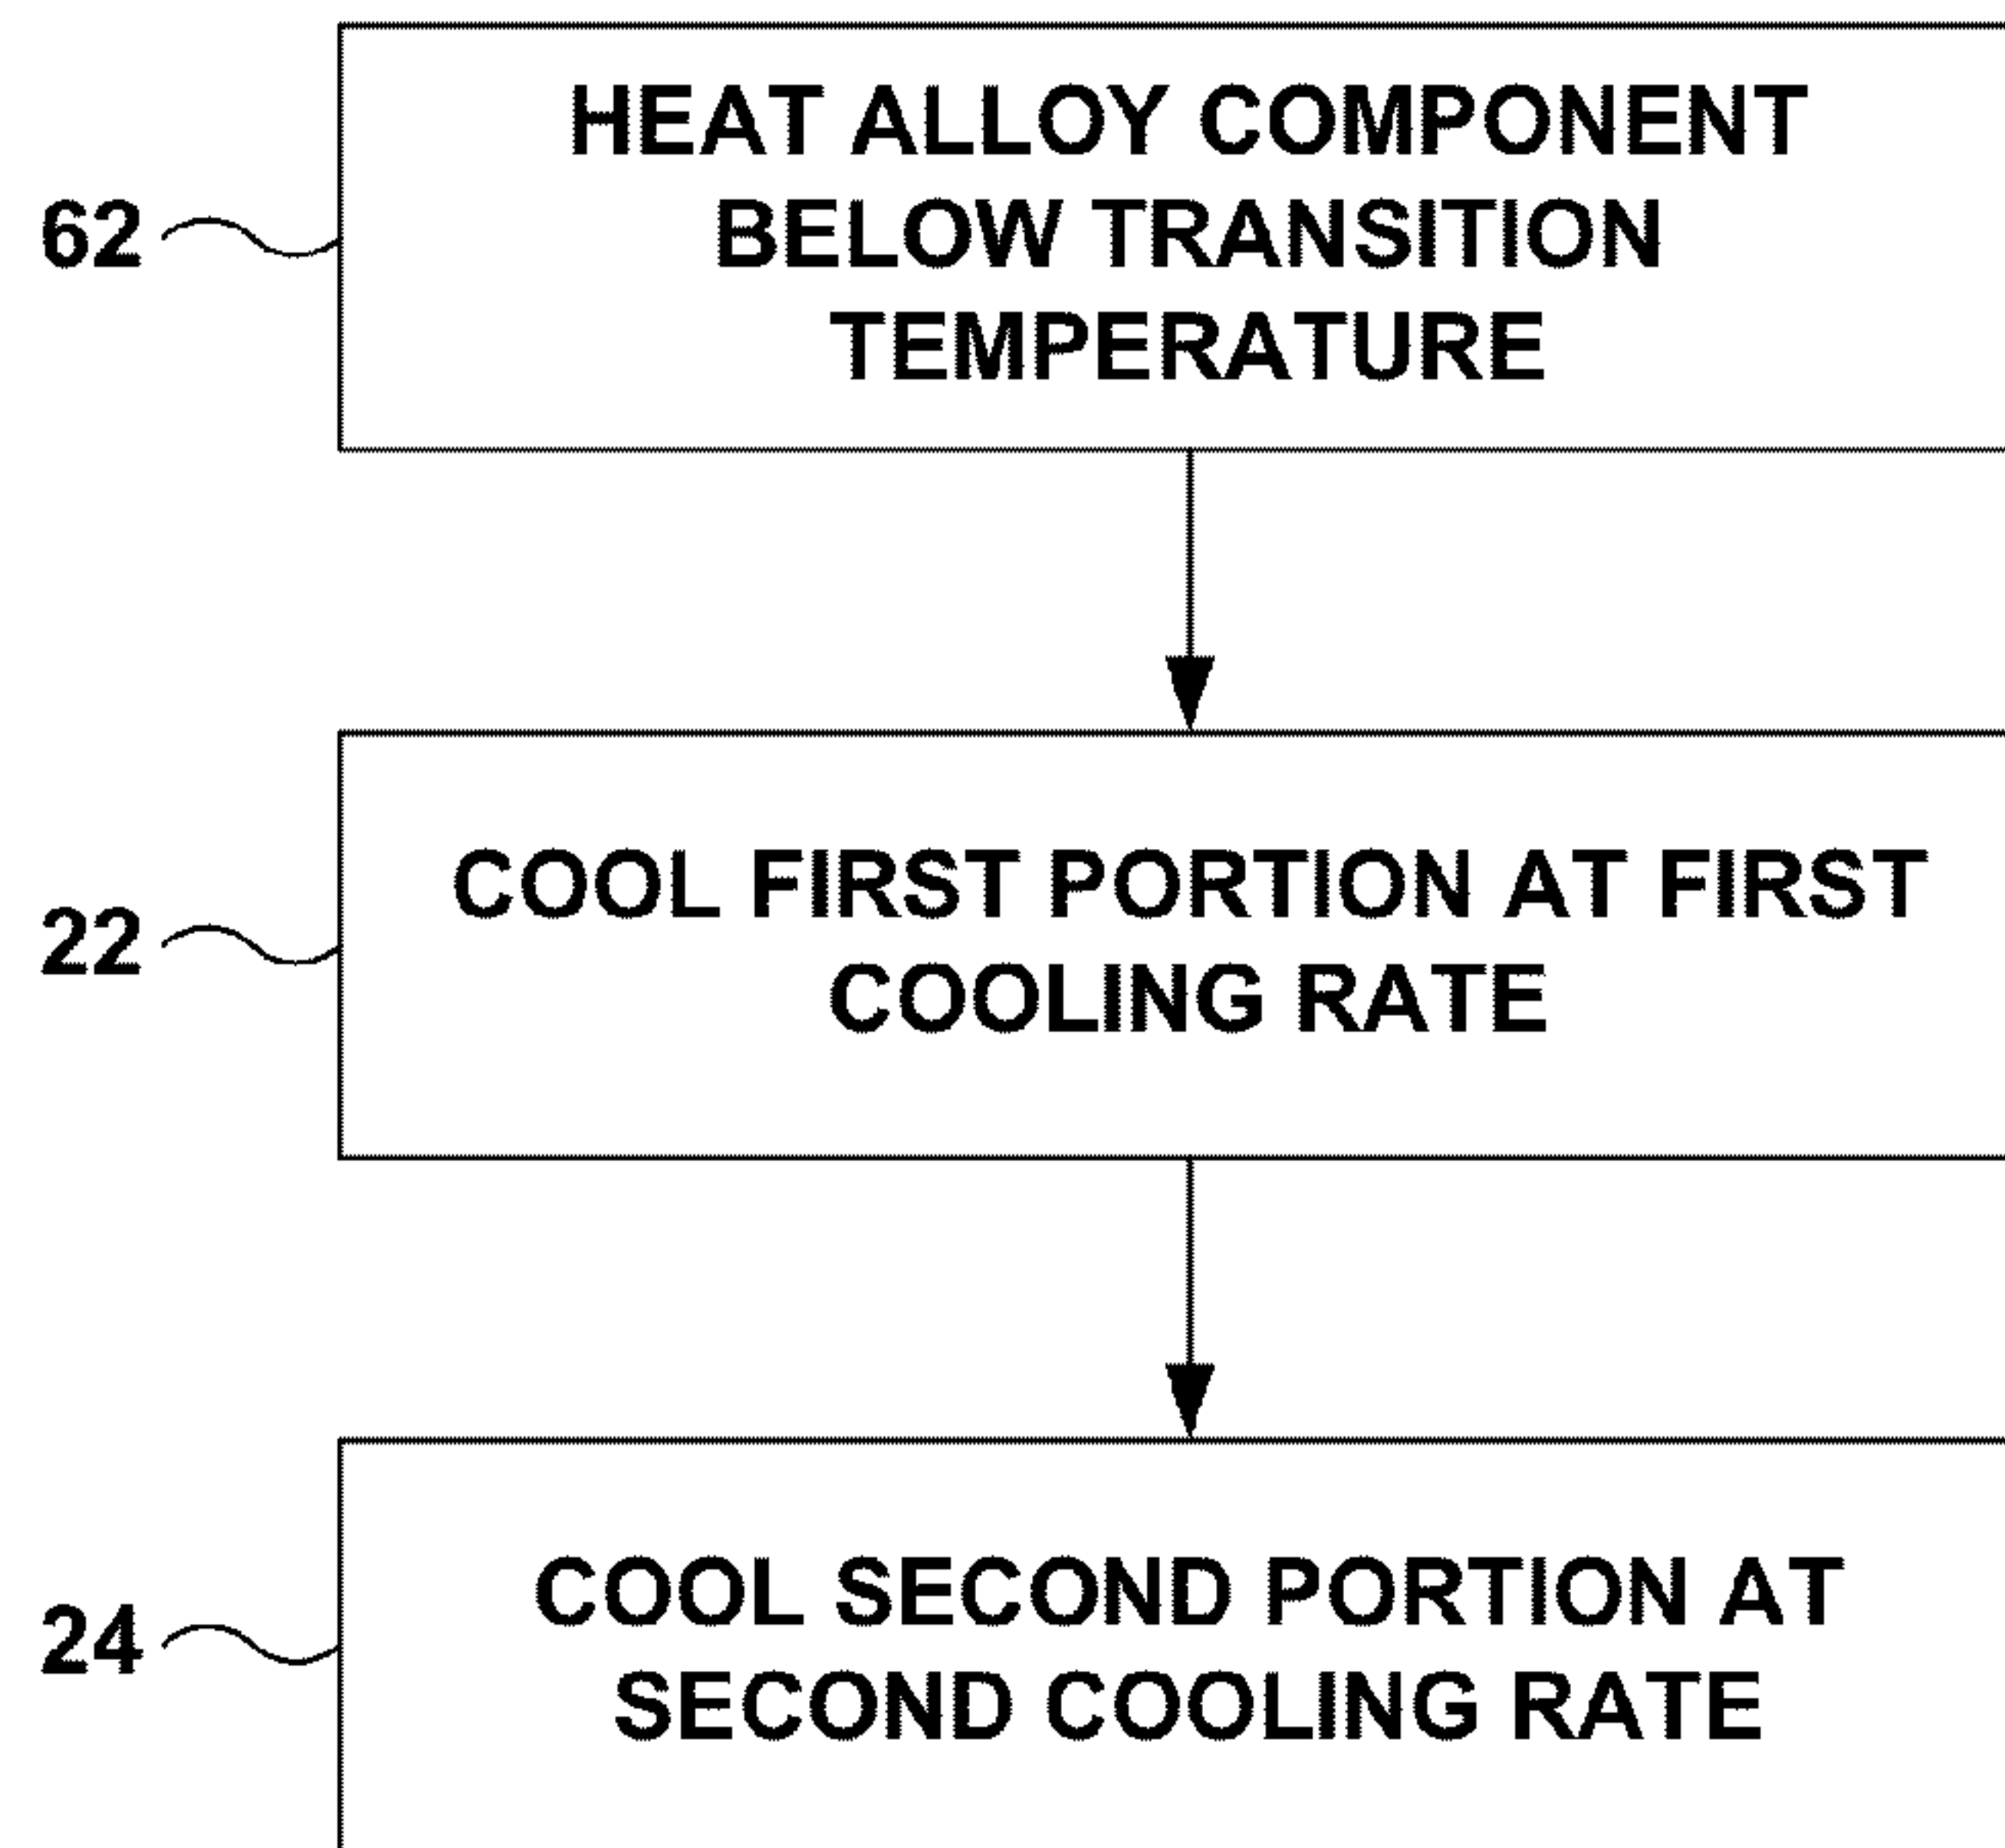 HEAT ALLOY COMPONENT
BELOW TRANSITION
TEMPERATURE
62
COOL FIRST PORTION AT FIRST
COOLING RATE
22
COOL SECOND PORTION AT
SECOND COOLING RATE
24